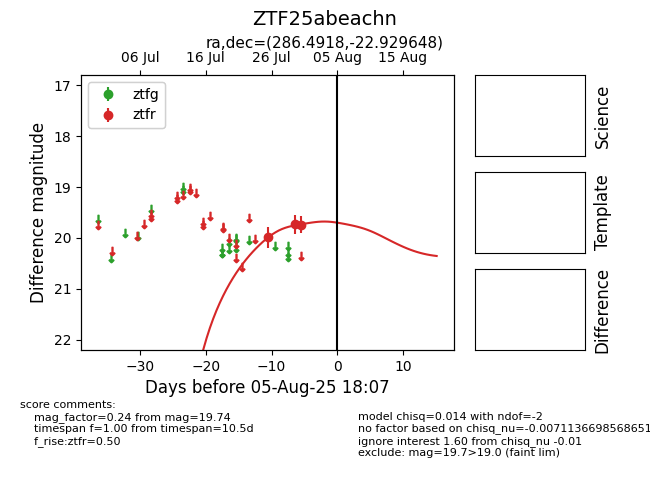 ZTF25abeachn
ra,dec=(286.4918,-22.929648)
06 Jul 16 Jul 26 Jul 05 Aug 15 Aug
ztfg
ztfr
17
18
19
20
21
22
Difference magnitude
−30 −20 −10 0 10
Days before 05-Aug-25 18:07
Science
Template
Difference
score comments:
mag_factor=0.24 from mag=19.74
timespan f=1.00 from timespan=10.5d
f_rise:ztfr=0.50
model chisq=0.014 with ndof=-2
no factor based on chisq_nu=-0.0071136698568651
ignore interest 1.60 from chisq_nu -0.01
exclude: mag=19.7>19.0 (faint lim)